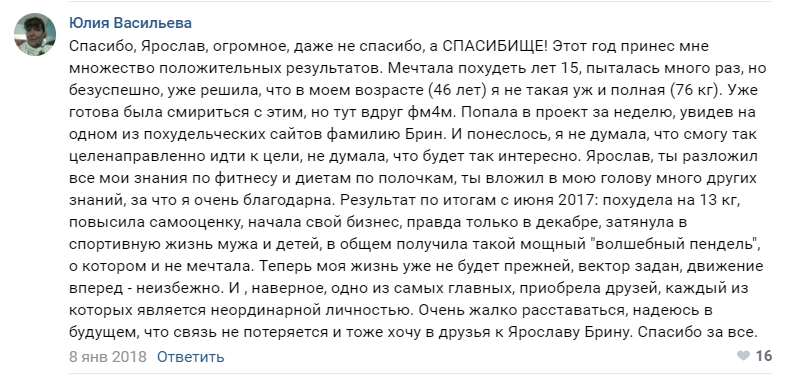 Юлия Васильева
Спасибо, Ярослав, огромное, даже не спасибо, а СПАСИБИЩЕ! Этот год принес мне
множество положительных результатов. Мечтала похудеть лет 15, пыталась много раз, но
безуспешно, уже решила, что в моем возрасте (46 лет) я не такая уж и полная (76 кг). Уже
готова была смириться с этим, но тут вдруг фм4м. Попала в проект за неделю, увидев на
одном из похудельческих сайтов фамилию Брин. И понеслось, я не думала, что смогу так
целенаправленно идти к цели, не думала, что будет так интересно. Ярослав, ты разложил
все мои знания по фитнесу и диетам по полочкам, ты вложил в мою голову много других
знаний, за что я очень благодарна. Результат по итогам с июня 2017: похудела на 13 кг,
повысила самооценку, начала свой бизнес, правда только в декабре, затянула в
спортивную жизнь мужа и детей, в общем получила такой мощный "волшебный пендель",
о котором и не мечтала. Теперь моя жизнь уже не будет прежней, вектор задан, движение
вперед - неизбежно. И , наверное, одно из самых главных, приобрела друзей, каждый из
которых является неординарной личностью. Очень жалко расставаться, надеюсь в
будущем, что связь не потеряется и тоже хочу в друзья к Ярославу Брину. Спасибо за все.
8 янв 2018 Ответить 16